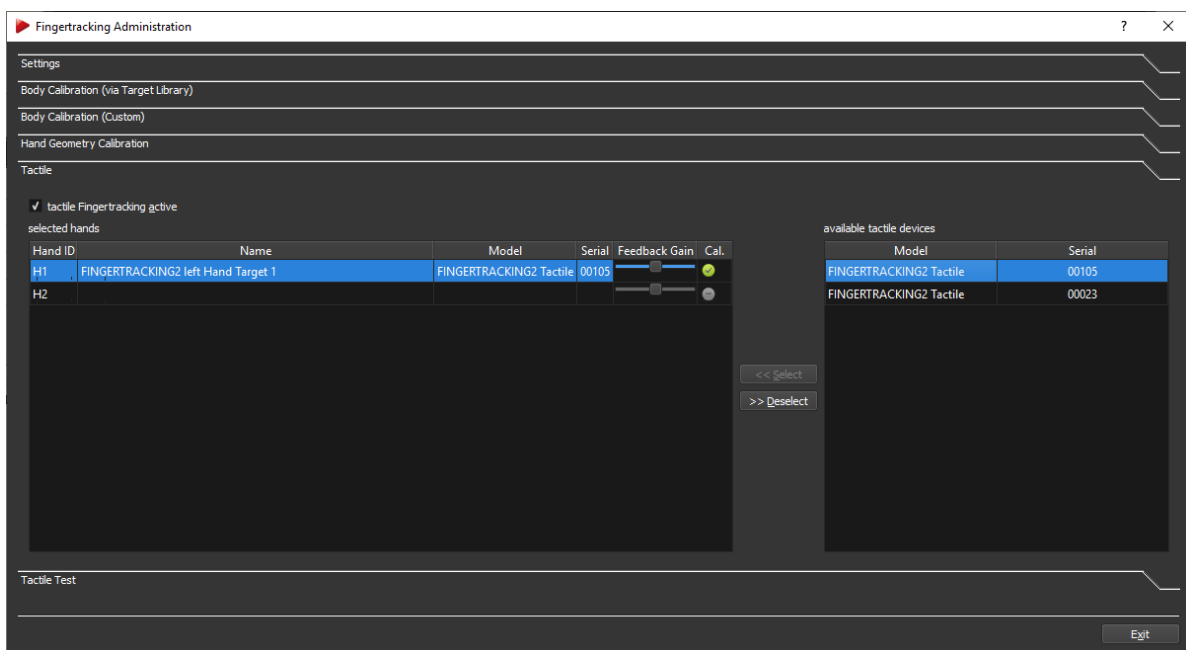 Fingertracking Administration ?
Settings
Body Calibration (via Target Library)
Body Calibration (Custom)
Hand Geometry Calibration
Tactile
tactile Fingertracking active
selected hands
available tactile devices
Hand ID Name Model Serial Feedback Gain Cal.
Model Serial
H1 FINGERTRACKING2 left Hand Target 1 FINGERTRACKING2 Tactile 00105
FINGERTRACKING2 Tactile 00105
H2
FINGERTRACKING2 Tactile 00023
<< Select
>> Deselect
Tactile Test
Exit